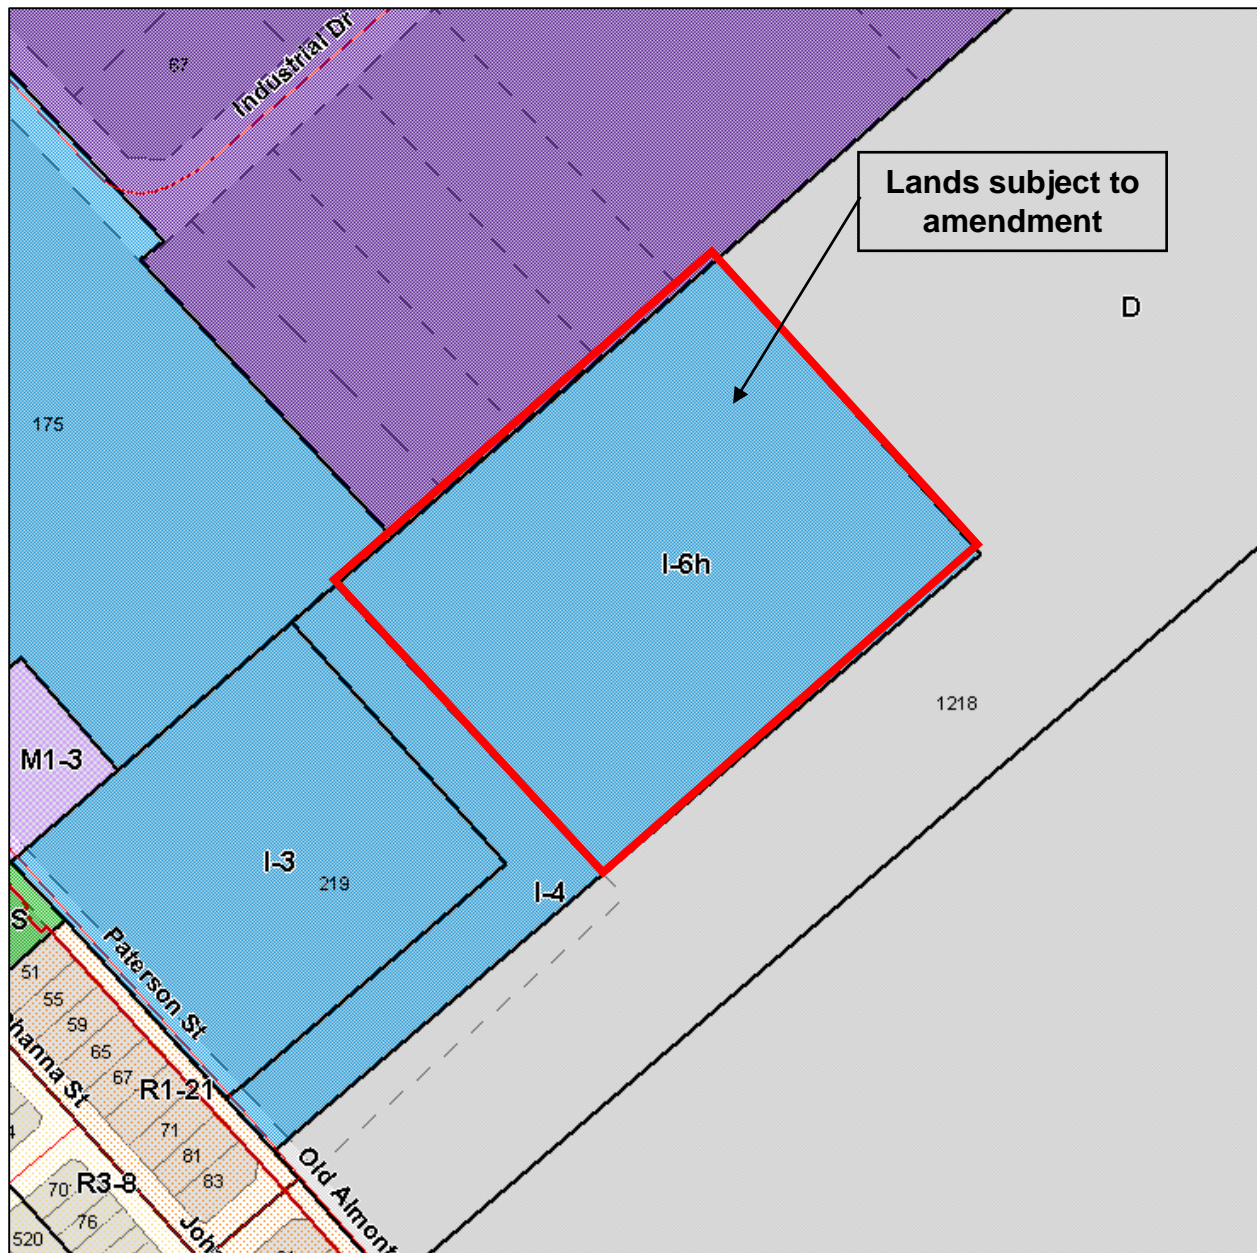 67
Industrial Dr
Lands subject to
amendment
D
175
I-6h
1218
M1-3
I-3
219
I-4
S
Paterson St
51
55
59
65
67
R1-21
71
81
83
R3-8
70
76
520
Old Almont